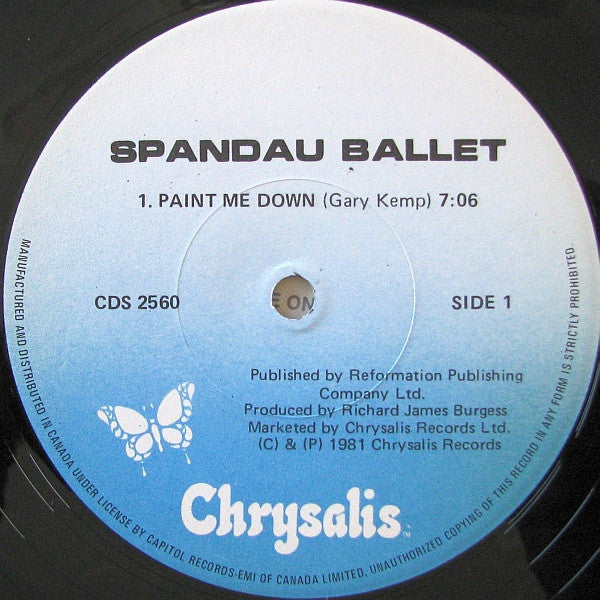 SPANDAU BALLET
1. PAINT ME DOWN (Gary Kemp) 7:06
CDS 2560
E ON
SIDE 1
Published by Reformation Publishing
Company Ltd.
Produced by Richard James Burgess
Marketed by Chrysalis Records Ltd.
(C) & (P) 1981 Chrysalis Records
Chrysalis™
MANUFACTURED AND DISTRIBUTED IN CANADA UNDER LICENSE BY CAPITOL RECORDS-EMI OF CANADA LIMITED, UNAUTHORIZED COPYING OF THIS RECORD IN ANY FORM IS STRICTLY PROHIBITED